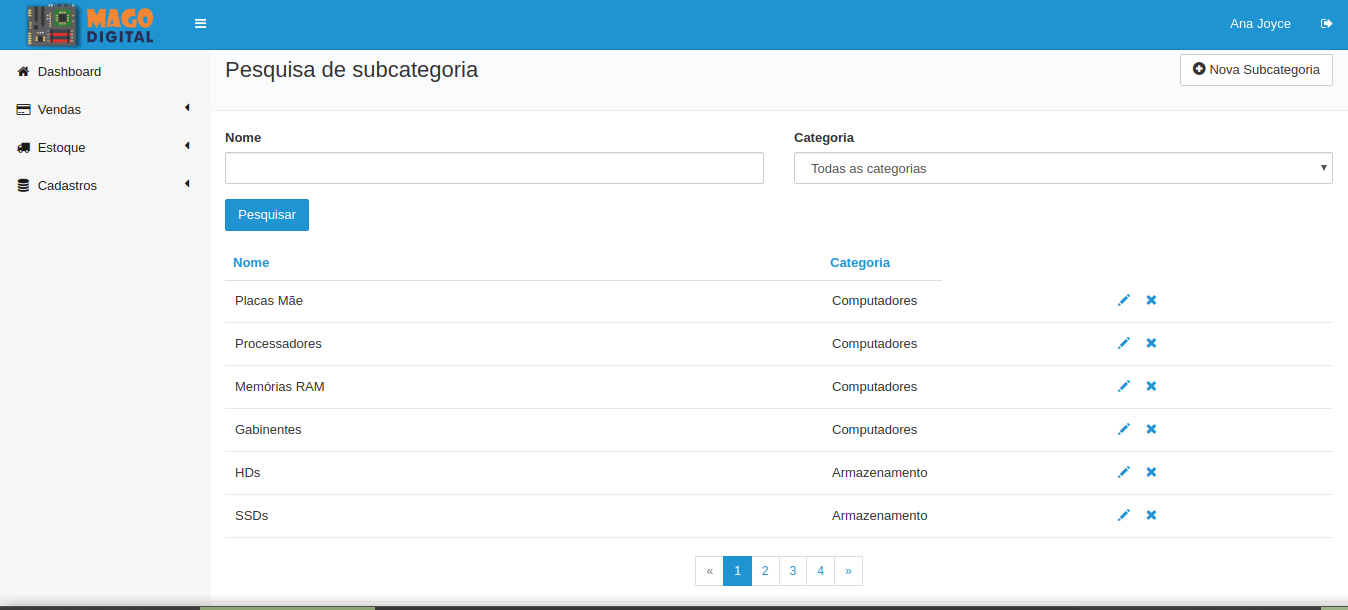 MAGO
DIGITAL
Ana Joyce
Dashboard
Vendas
Estoque
Cadastros
Pesquisa de subcategoria
Nova Subcategoria
Nome
Categoria
Todas as categorias
Pesquisar
Nome Categoria
Placas Mãe Computadores
Processadores Computadores
Memórias RAM Computadores
Gabinentes Computadores
HDs Armazenamento
SSDs Armazenamento
« 1 2 3 4 »